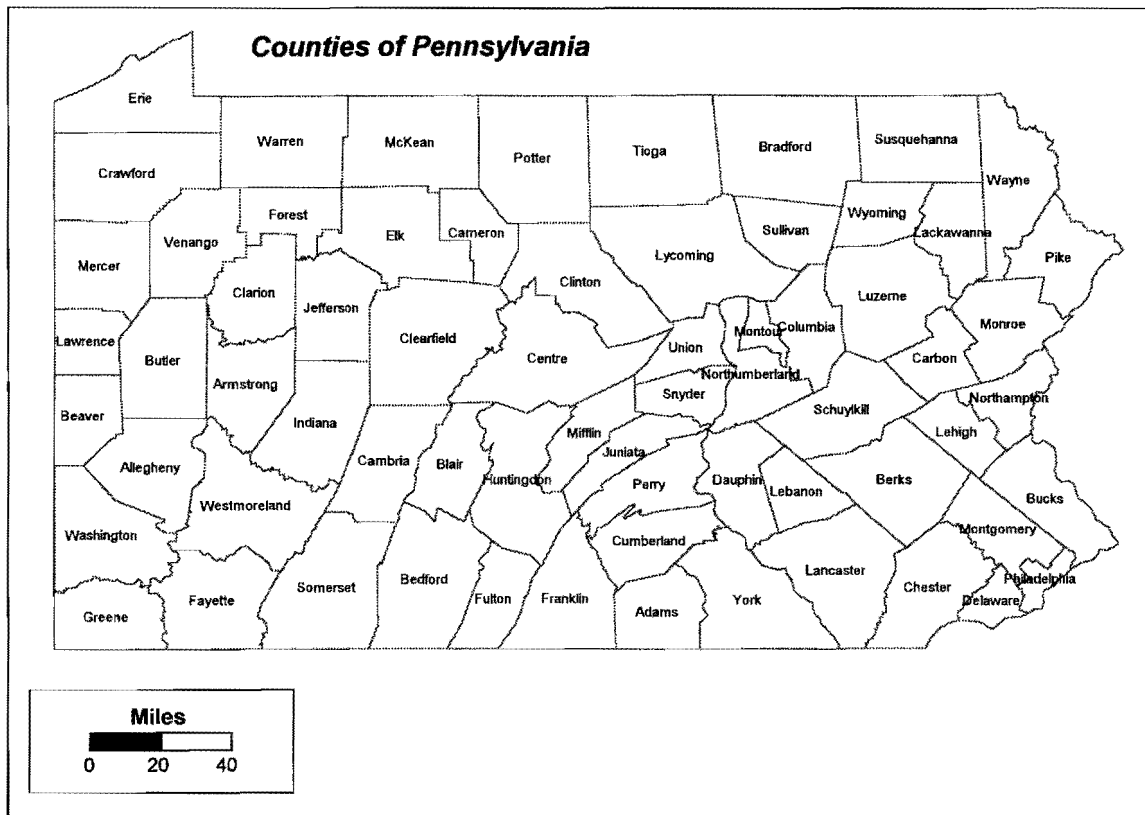 Counties of Pennsylvania
Erie
Warren
McKean
Potter
Tioga
Bradford
Susquehanna
Crawford
Wayne
Forest
Venango
Elk
Cameron
Wyoming
Sullivan
Lackawanna
Mercer
Lycoming
Pike
Clarion
Clinton
Jefferson
Luzerne
Monroe
Lawrence
Clearfield
Montour
Columbia
Butler
Centre
Union
Carbon
Armstrong
Northumberland
Snyder
Northampton
Beaver
Schuylkill
Indiana
Mifflin
Lehigh
Juniata
Allegheny
Cambria
Blair
Huntingdon
Perry
Dauphin
Lebanon
Berks
Bucks
Westmoreland
Washington
Montgomery
Cumberland
Lancaster
Philadelphia
Somerset
Bedford
Fayette
Fulton
Franklin
York
Chester
Delaware
Greene
Adams
Miles
0 20 40